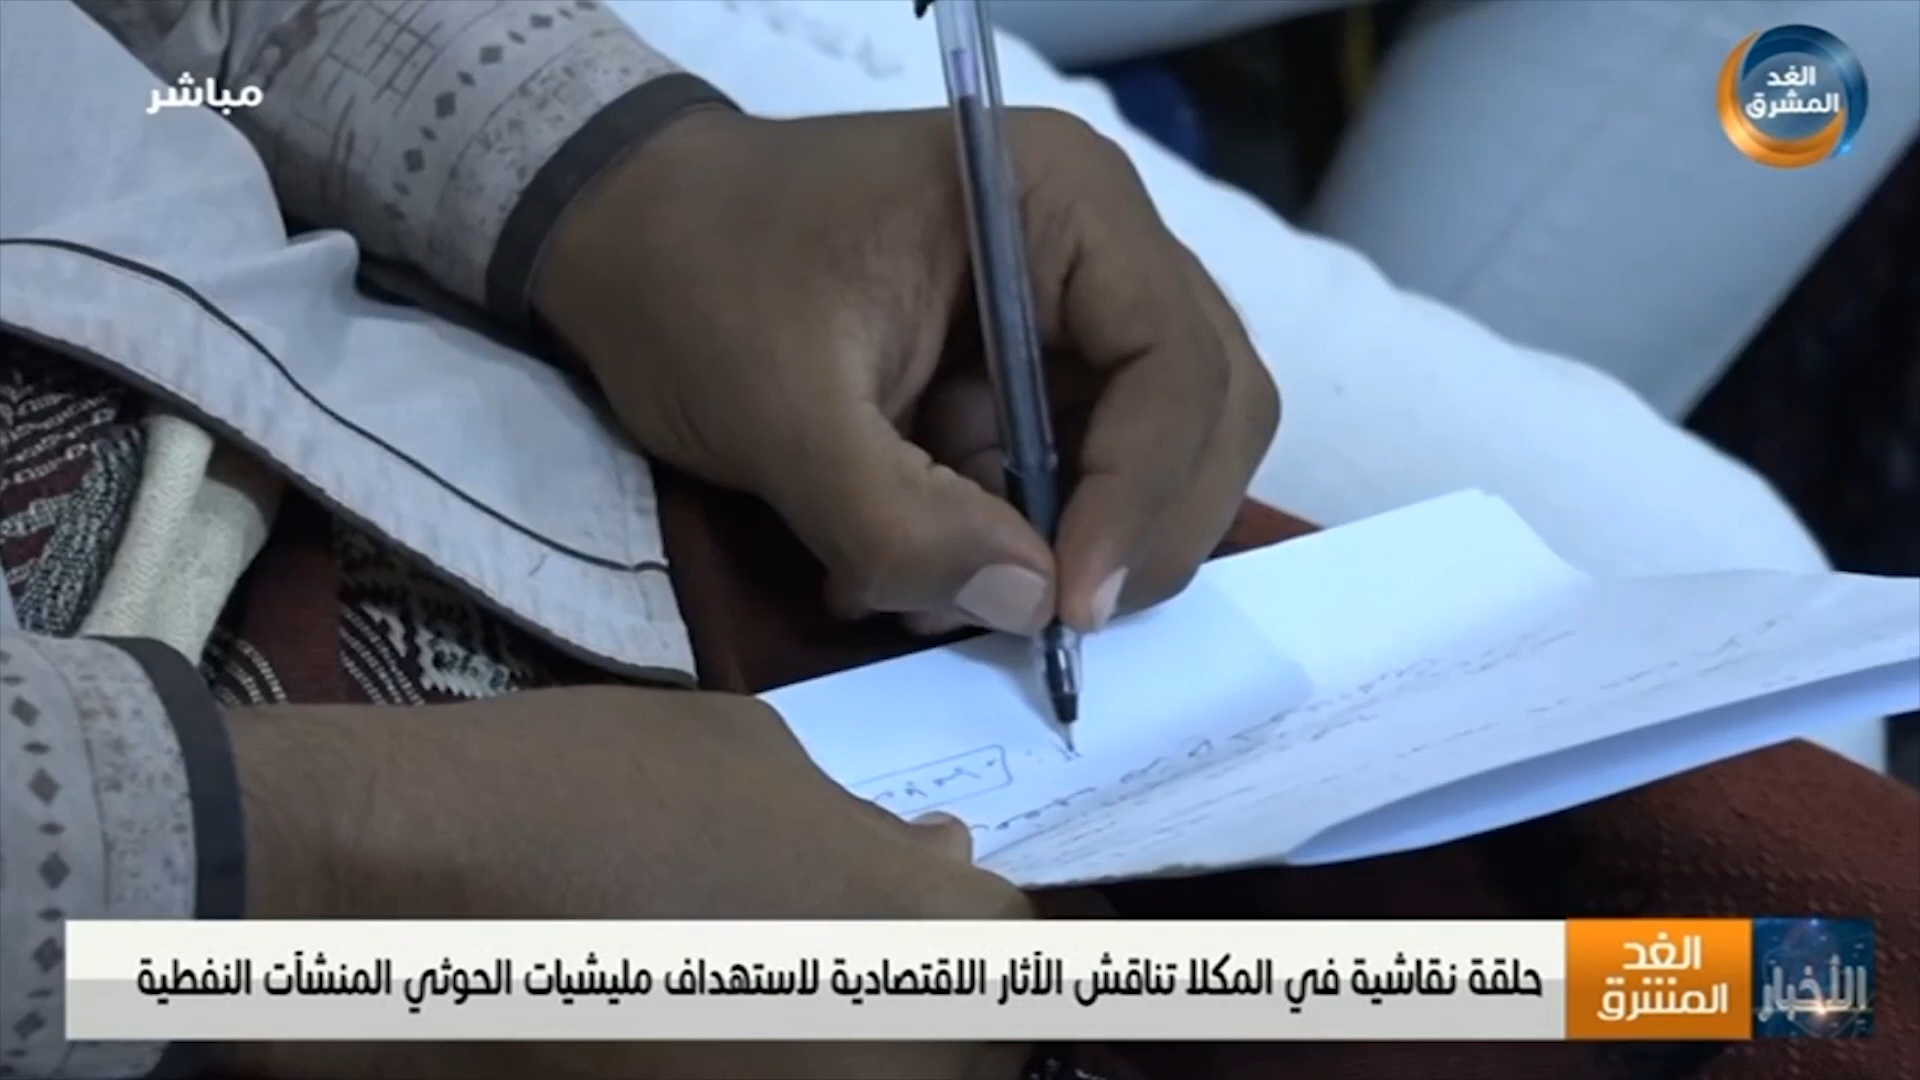 مباشر
الغد
المشرق
حلقة نقاشية في المكلا تناقش الآثار الاقتصادية لاستهداف مليشيات الحوثي المنشآت النفطية
الغد
المشرق
الأخبار